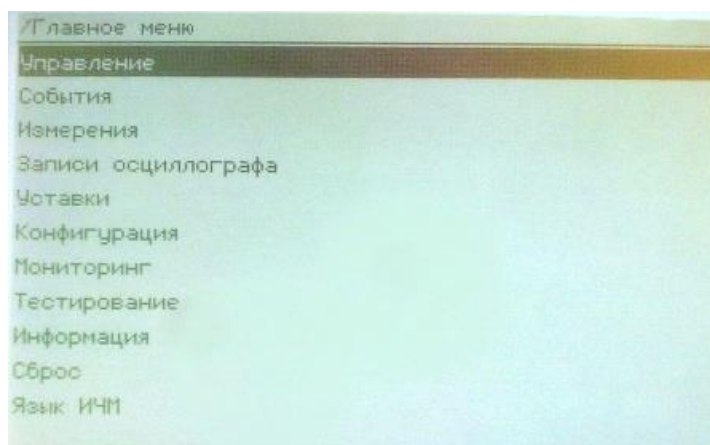 /Главное меню
Управление
События
Измерения
Записи осциллографа
Уставки
Конфигурация
Мониторинг
Тестирование
Информация
Сброс
Язык ИЧМ